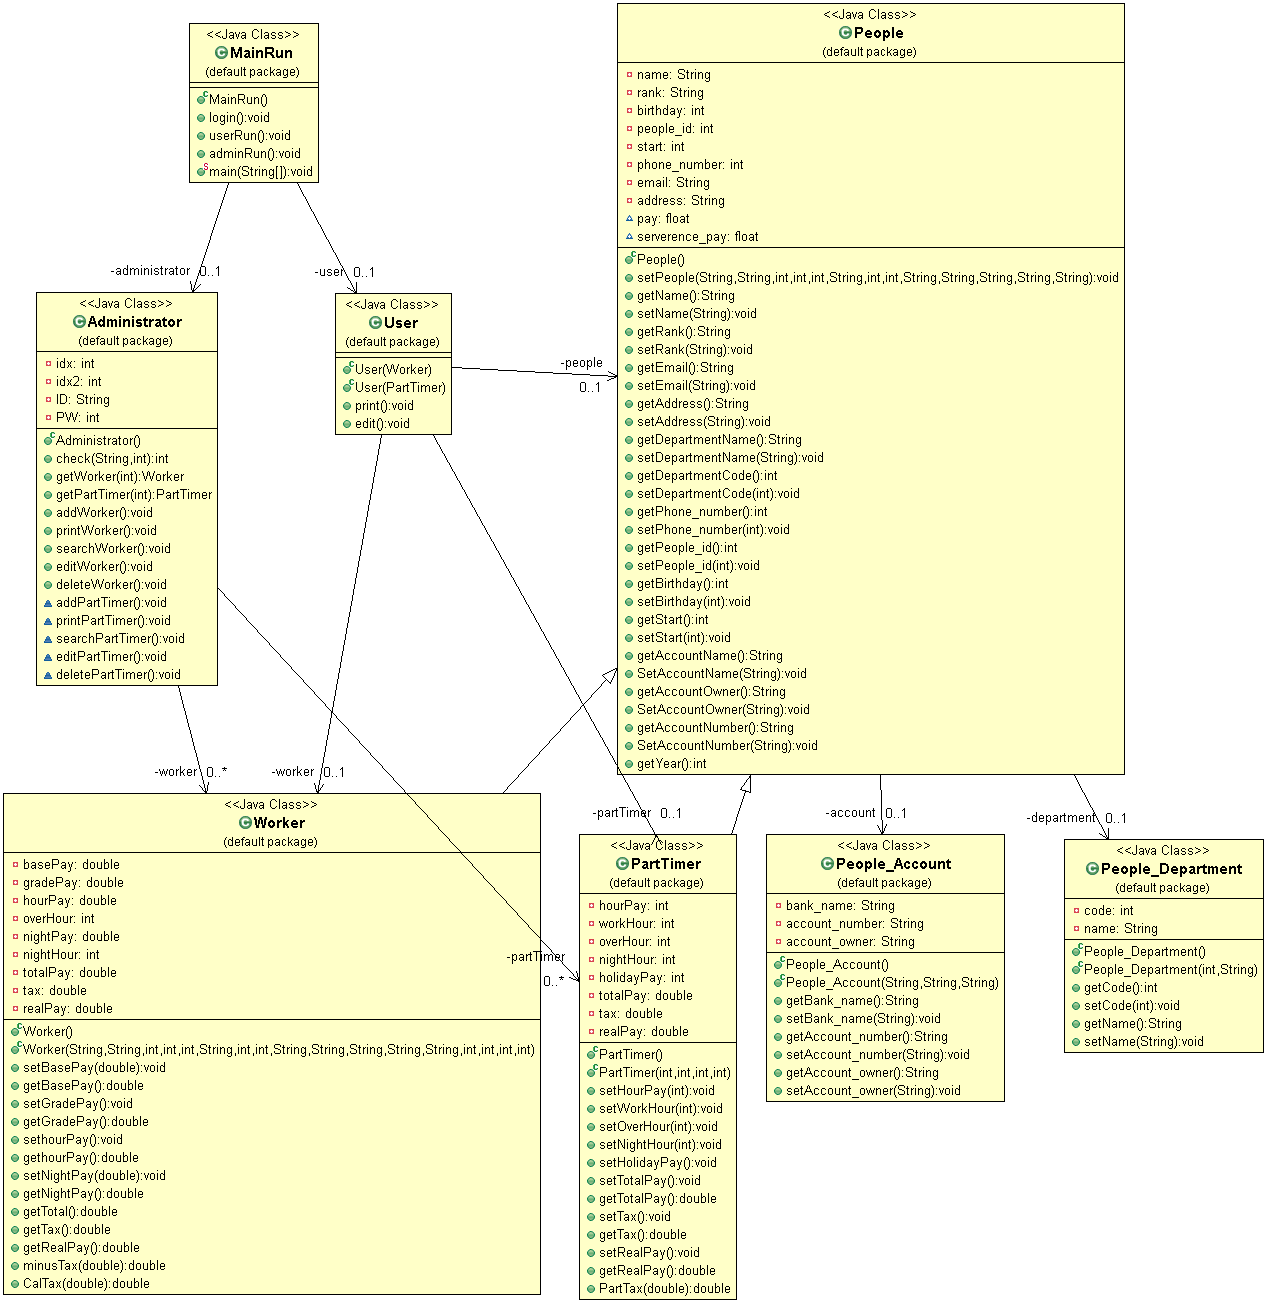 <<Java Class>>
MainRun
(default package)
MainRun()
login():void
userRun():void
adminRun():void
main(String[]):void
<<Java Class>>
People
(default package)
name: String
rank: String
birthday: int
people_id: int
start: int
phone_number: int
email: String
address: String
pay: float
serverence_pay: float
People()
setPeople(String,String,int,int,int,String,int,int,String,String,String,String,String):void
getName():String
setName(String):void
getRank():String
setRank(String):void
getEmail():String
setEmail(String):void
getAddress():String
setAddress(String):void
getDepartmentName():String
setDepartmentName(String):void
getDepartmentCode():int
setDepartmentCode(int):void
getPhone_number():int
setPhone_number(int):void
getPeople_id():int
setPeople_id(int):void
getBirthday():int
setBirthday(int):void
getStart():int
setStart(int):void
getAccountName():String
SetAccountName(String):void
getAccountOwner():String
SetAccountOwner(String):void
getAccountNumber():String
SetAccountNumber(String):void
getYear():int
-administrator 0..1
-user 0..1
<<Java Class>>
Administrator
(default package)
idx: int
idx2: int
ID: String
PW: int
Administrator()
check(String,int):int
getWorker(int):Worker
getPartTimer(int):PartTimer
addWorker():void
printWorker():void
searchWorker():void
editWorker():void
deleteWorker():void
addPartTimer():void
printPartTimer():void
searchPartTimer():void
editPartTimer():void
deletePartTimer():void
<<Java Class>>
User
(default package)
User(Worker)
User(PartTimer)
print():void
edit():void
-people
0..1
-worker 0..*
-worker 0..1
-partTimer 0..1
-account 0..1
-department 0..1
-partTimer
0..*
<<Java Class>>
Worker
(default package)
basePay: double
gradePay: double
hourPay: double
overHour: int
nightPay: double
nightHour: int
totalPay: double
tax: double
realPay: double
Worker()
Worker(String,String,int,int,int,String,int,int,String,String,String,String,String,int,int,int,int)
setBasePay(double):void
getBasePay():double
setGradePay():void
getGradePay():double
sethourPay():void
gethourPay():double
setNightPay(double):void
getNightPay():double
getTotal():double
getTax():double
getRealPay():double
minusTax(double):double
CalTax(double):double
<<Java Class>>
PartTimer
(default package)
hourPay: int
workHour: int
overHour: int
nightHour: int
holidayPay: int
totalPay: double
tax: double
realPay: double
PartTimer()
PartTimer(int,int,int,int)
setHourPay(int):void
setWorkHour(int):void
setOverHour(int):void
setNightHour(int):void
setHolidayPay():void
setTotalPay():void
getTotalPay():double
setTax():void
getTax():double
setRealPay():void
getRealPay():double
PartTax(double):double
<<Java Class>>
People_Account
(default package)
bank_name: String
account_number: String
account_owner: String
People_Account()
People_Account(String,String,String)
getBank_name():String
setBank_name(String):void
getAccount_number():String
setAccount_number(String):void
getAccount_owner():String
setAccount_owner(String):void
<<Java Class>>
People_Department
(default package)
code: int
name: String
People_Department()
People_Department(int,String)
getCode():int
setCode(int):void
getName():String
setName(String):void